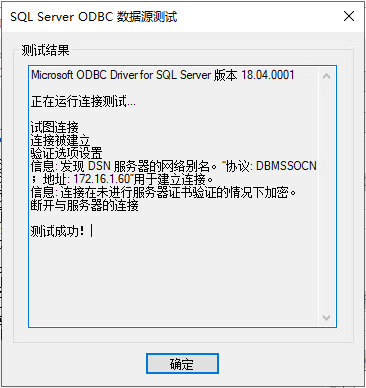 SQL Server ODBC 数据源测试
测试结果
Microsoft ODBC Driver for SQL Server 版本 18.04.0001
正在运行连接测试...
试图连接
连接被建立
验证选项设置
信息: 发现 DSN 服务器的网络别名。"协议: DBMSSOCN
；地址: 172.16.1.60"用于建立连接。
信息: 连接在未进行服务器证书验证的情况下加密。
断开与服务器的连接
测试成功!
确定